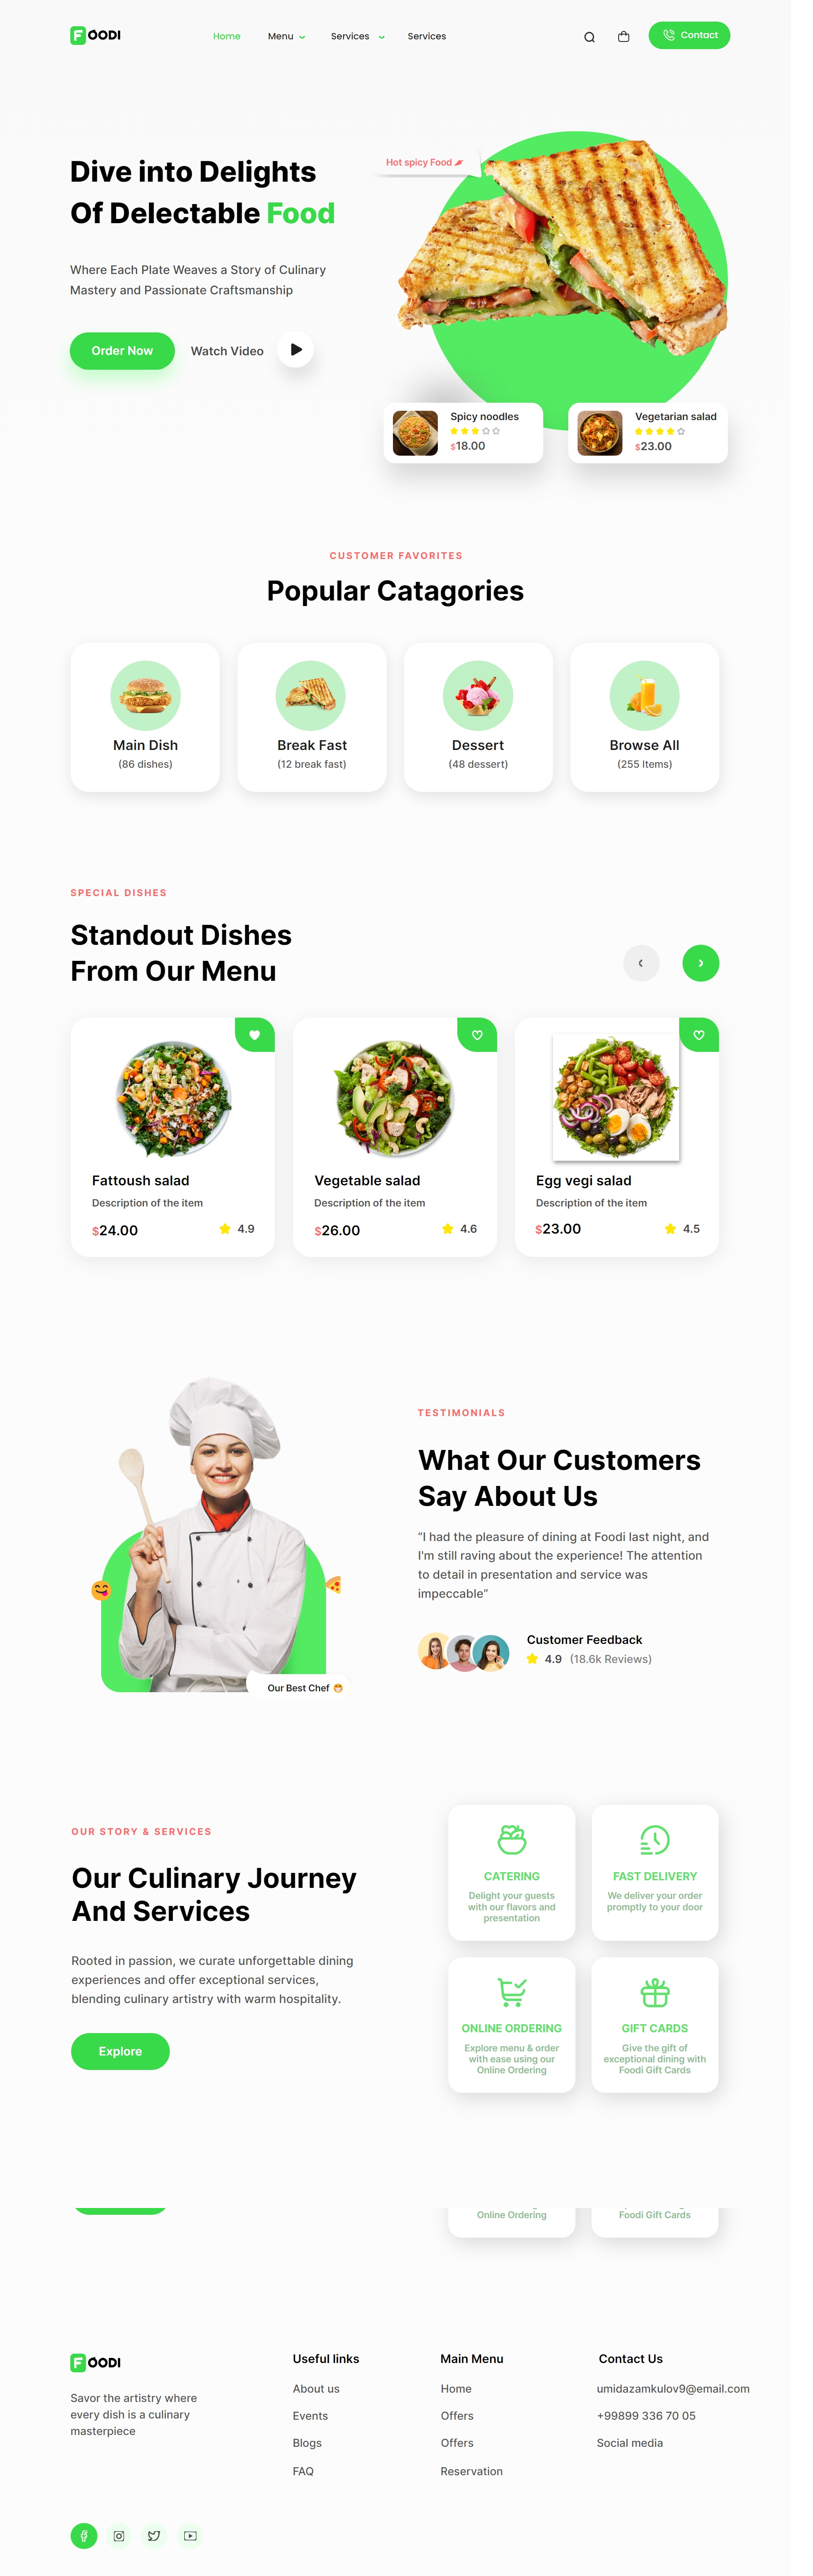 FOODI
Home
Menu
Services
Services
Contact
Dive into Delights
Of Delectable Food
Hot spicy Food
Where Each Plate Weaves a Story of Culinary
Mastery and Passionate Craftsmanship
Order Now
Watch Video
Spicy noodles
$18.00
Vegetarian salad
$23.00
CUSTOMER FAVORITES
Popular Catagories
Main Dish
(86 dishes)
Break Fast
(12 break fast)
Dessert
(48 dessert)
Browse All
(255 Items)
SPECIAL DISHES
Standout Dishes
From Our Menu
Fattoush salad
Description of the item
$24.00
4.9
Vegetable salad
Description of the item
$26.00
4.6
Egg vegi salad
Description of the item
$23.00
4.5
Our Best Chef
TESTIMONIALS
What Our Customers
Say About Us
“I had the pleasure of dining at Foodi last night, and
I'm still raving about the experience! The attention
to detail in presentation and service was
impeccable”
Customer Feedback
4.9 (18.6k Reviews)
OUR STORY & SERVICES
Our Culinary Journey
And Services
Rooted in passion, we curate unforgettable dining
experiences and offer exceptional services,
blending culinary artistry with warm hospitality.
Explore
CATERING
Delight your guests
with our flavors and
presentation
FAST DELIVERY
We deliver your order
promptly to your door
ONLINE ORDERING
Explore menu & order
with ease using our
Online Ordering
GIFT CARDS
Give the gift of
exceptional dining with
Foodi Gift Cards
Online Ordering
Foodi Gift Cards
FOODI
Savor the artistry where
every dish is a culinary
masterpiece
Useful links
About us
Events
Blogs
FAQ
Main Menu
Home
Offers
Offers
Reservation
Contact Us
umidazamkulov9@email.com
+99899 336 70 05
Social media